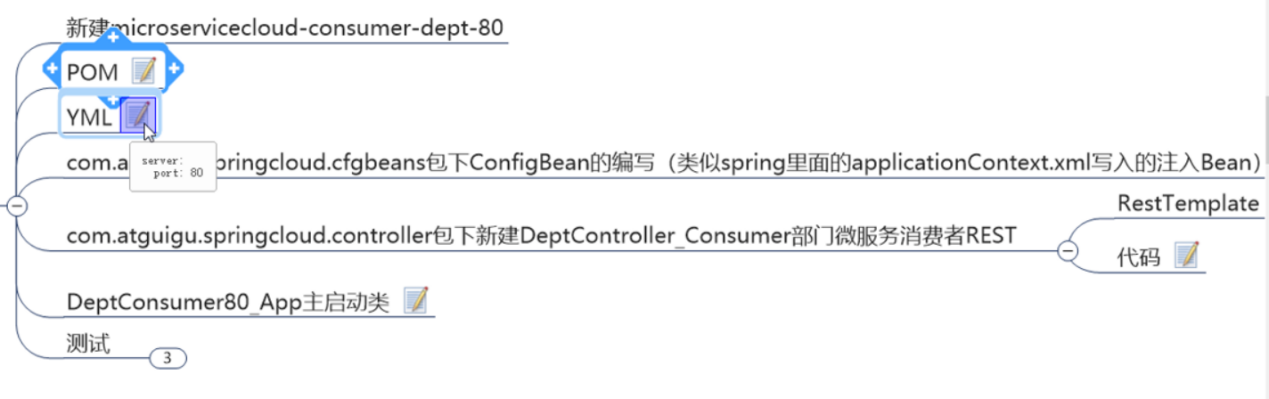 新建microservicecloud-consumer-dept-80
POM
YML
server:
port: 80
com.a pringcloud.cfgbeans包下ConfigBean的编写（类似spring里面的applicationContext.xml写入的注入Bean）
RestTemplate
com.atguigu.springcloud.controller包下新建DeptController_Consumer部门微服务消费者REST
代码
DeptConsumer80_App主启动类
测试
3